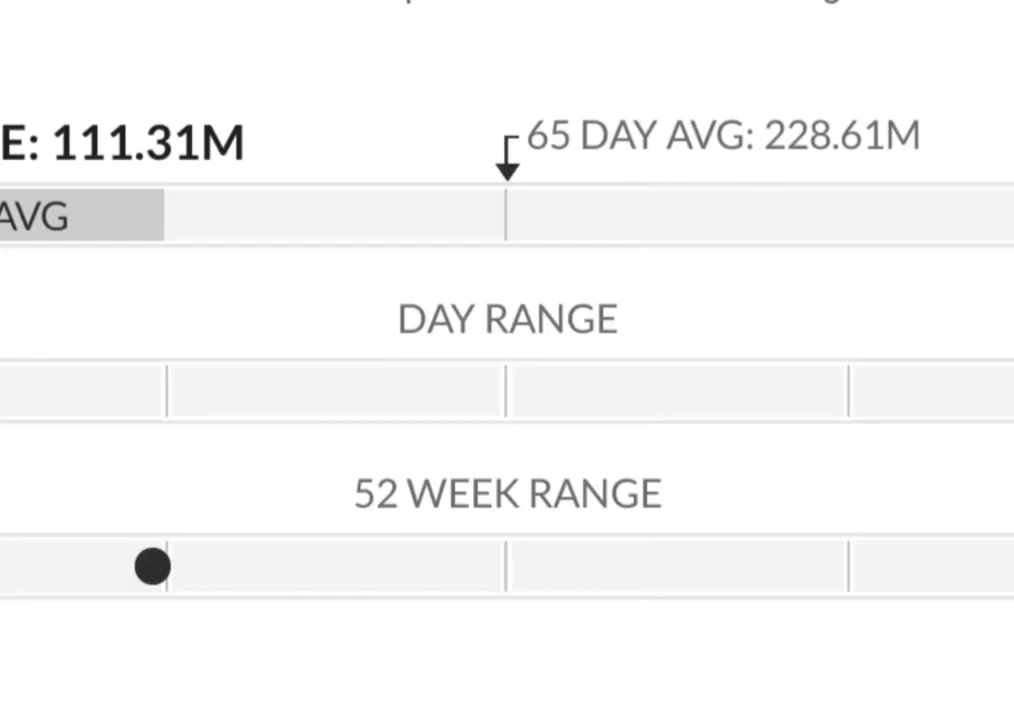 E: 111.31M
65 DAY AVG: 228.61M
AVG
DAY RANGE
52 WEEK RANGE